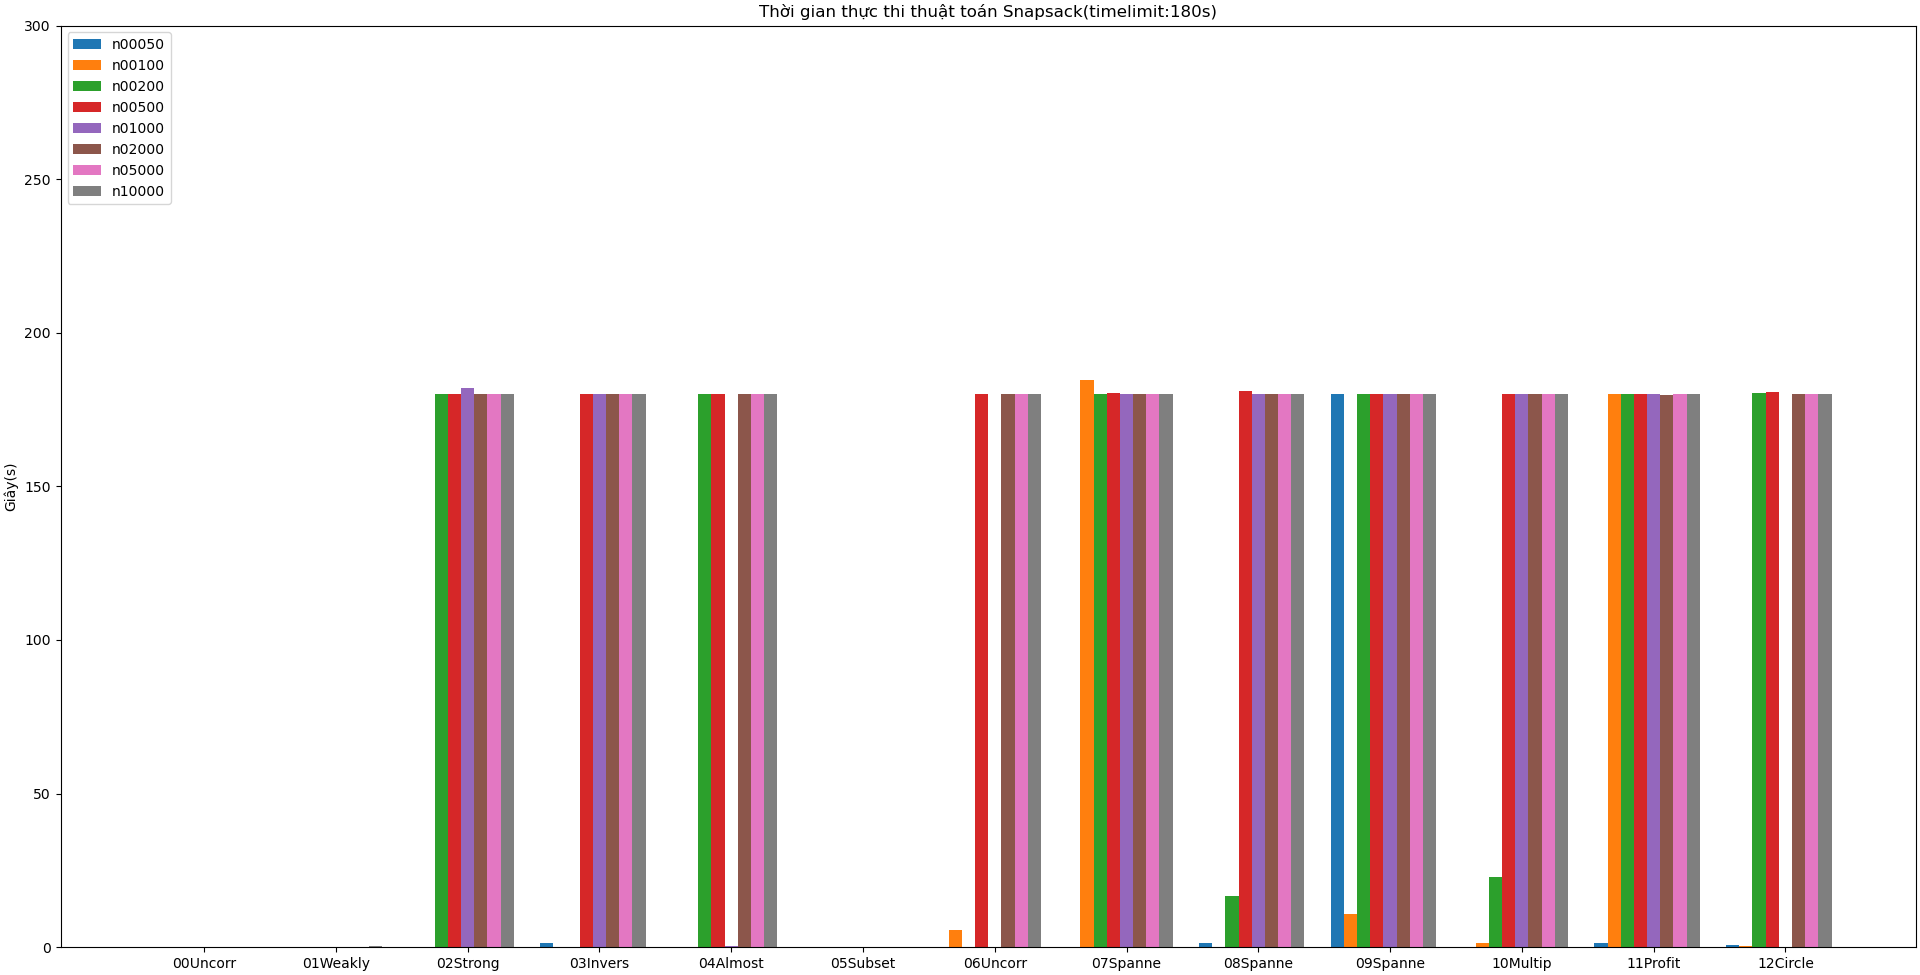 Thời gian thực thi thuật toán Snapsack(timelimit:180s)
300
250
200
150
100
50
0
Giây(s)
n00050
n00100
n00200
n00500
n01000
n02000
n05000
n10000
00Uncorr 01Weakly 02Strong 03Invers 04Almost 05Subset 06Uncorr 07Spanne 08Spanne 09Spanne 10Multip 11Profit 12Circle